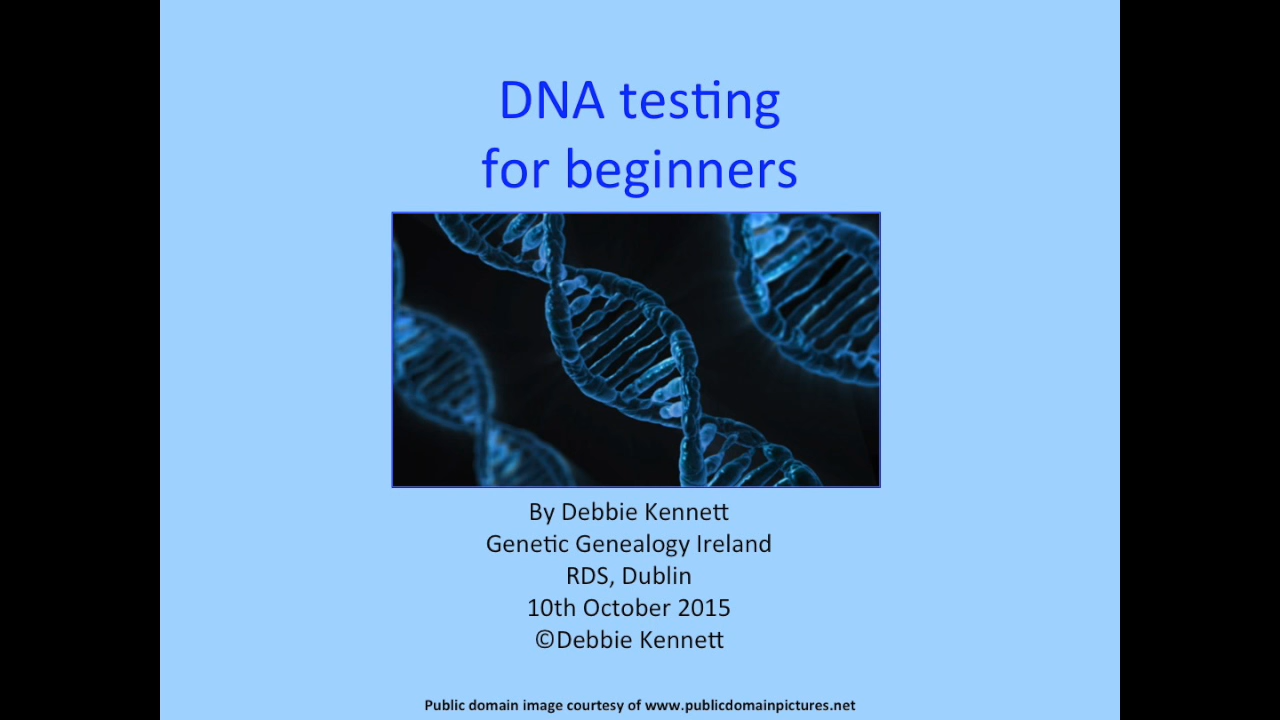 DNA testing
for beginners
By Debbie Kennett
Genetic Genealogy Ireland
RDS, Dublin
10th October 2015
©Debbie Kennett
Public domain image courtesy of www.publicdomainpictures.net